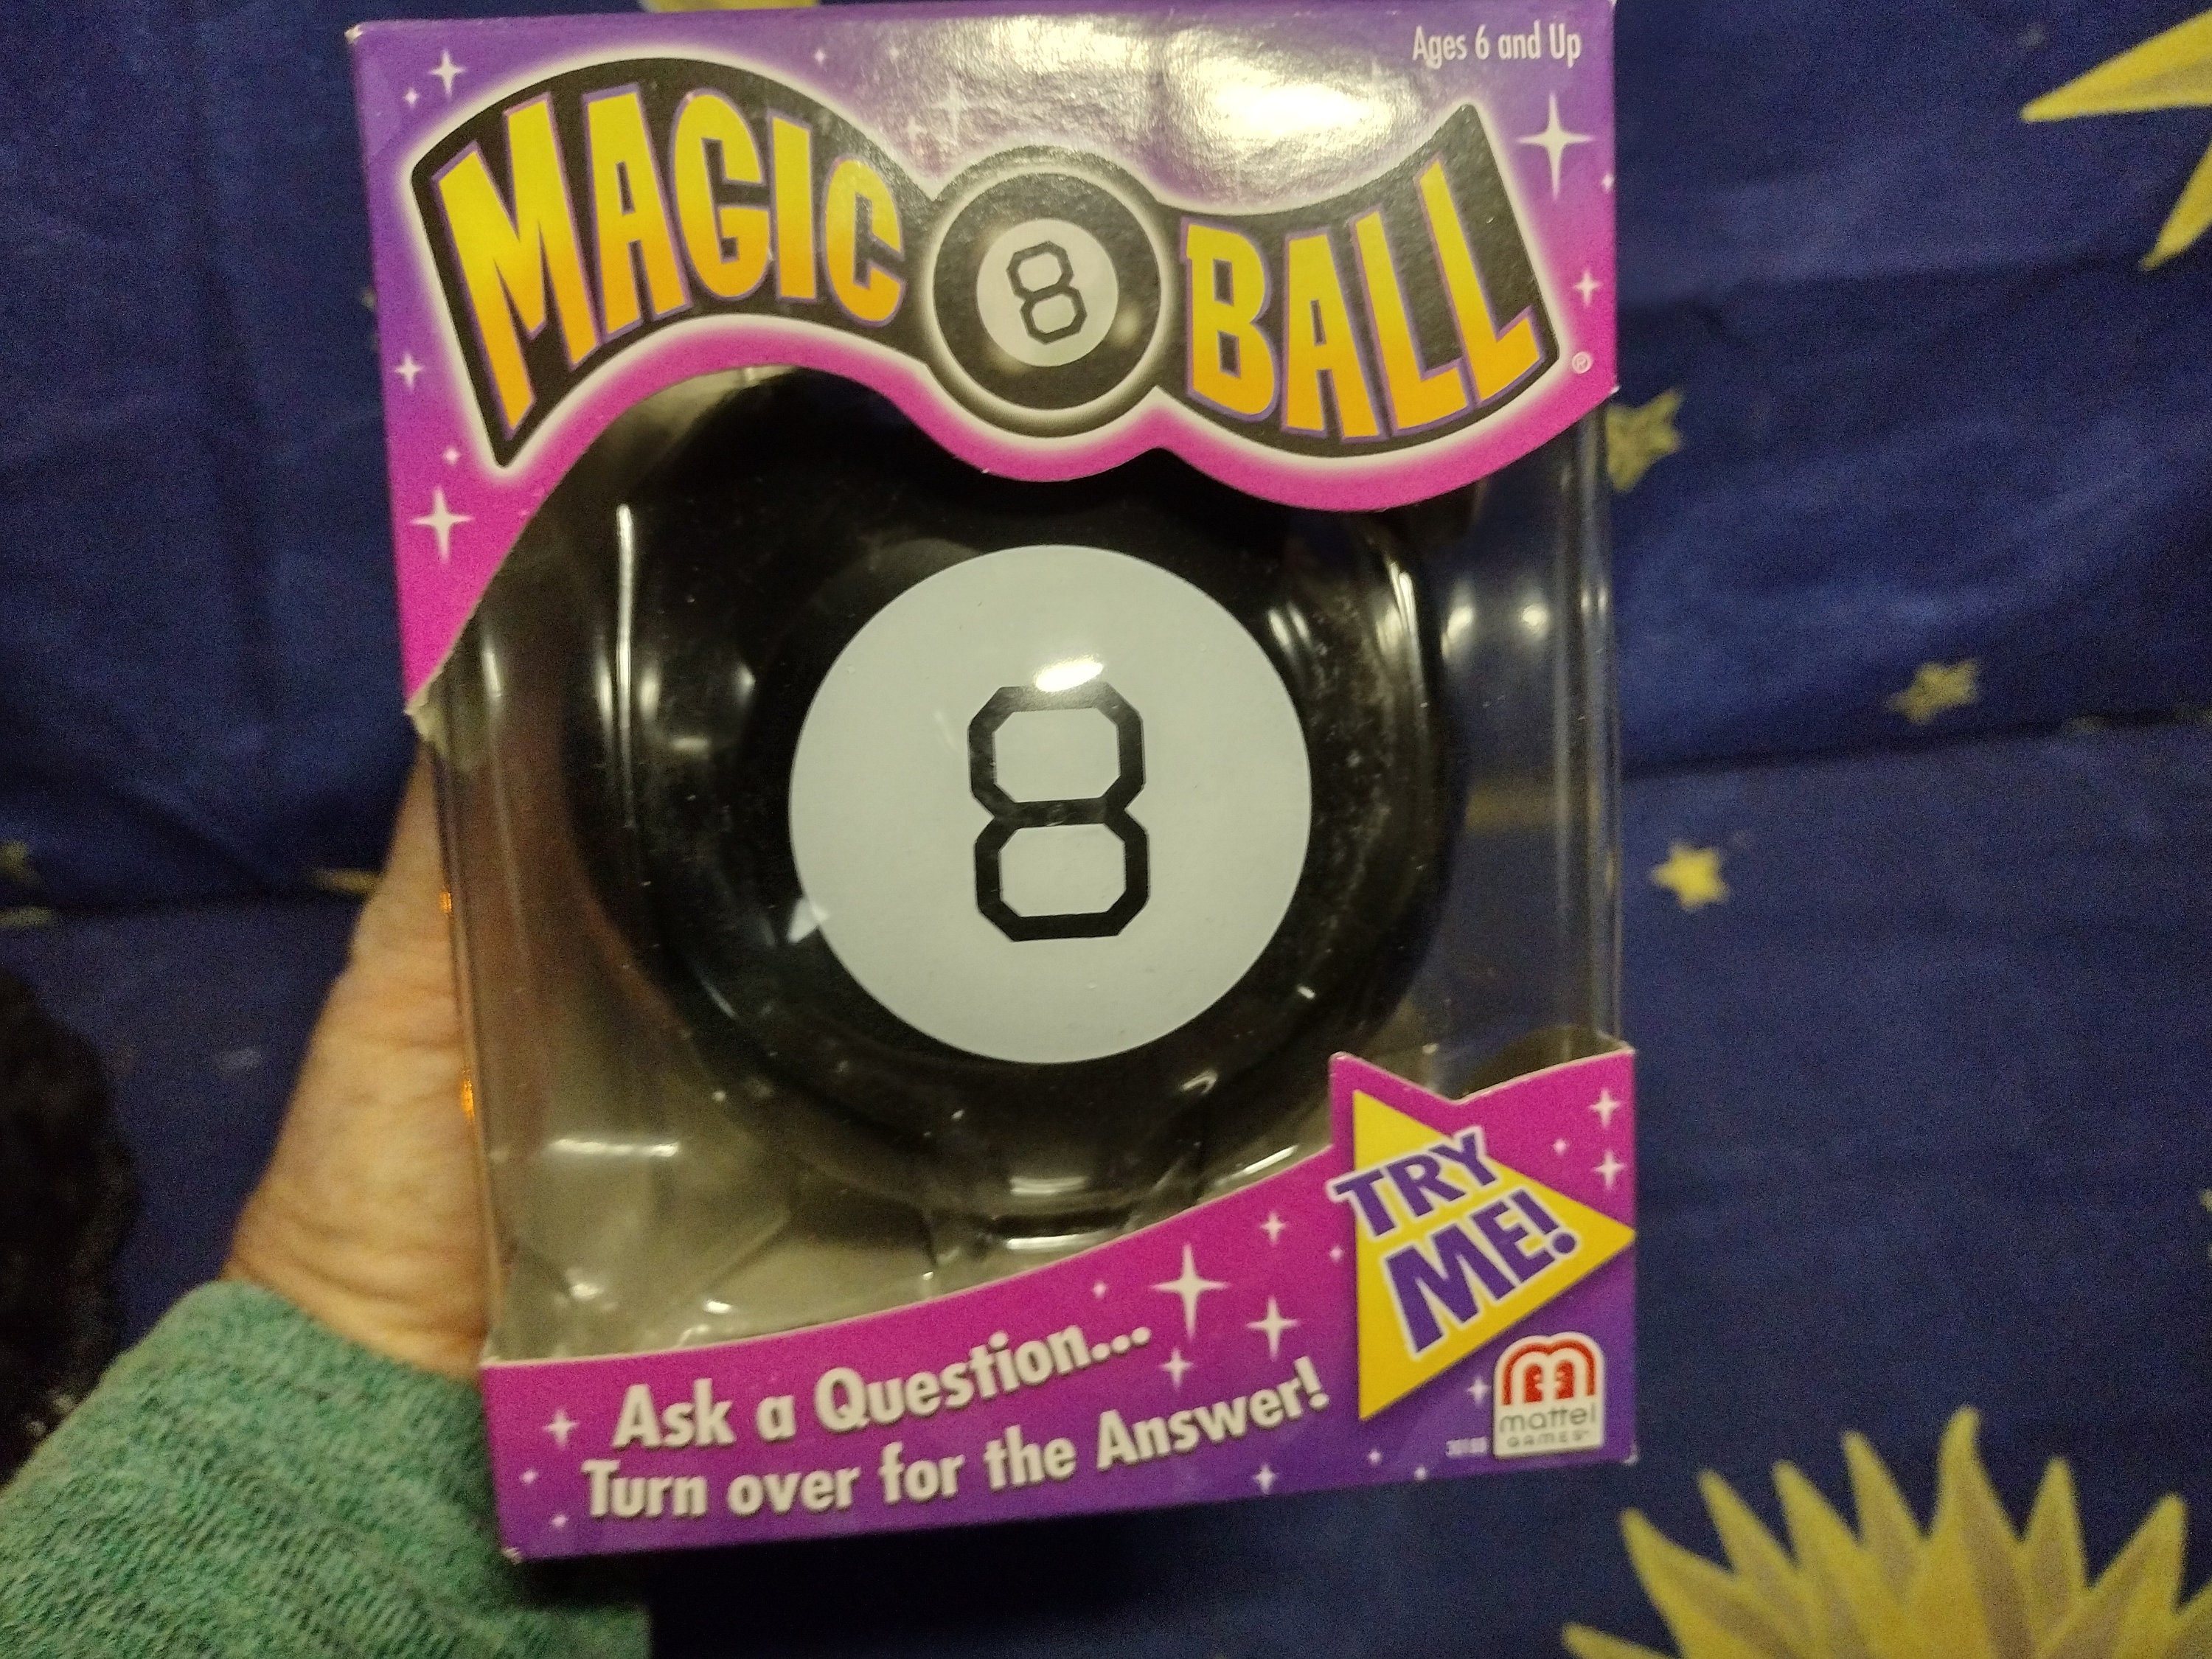 Ages 6 and Up
MAGIC 8 BALL
®
8
TRY
ME!
Ask a Question...
Turn over for the Answer!
mattel
GAMES